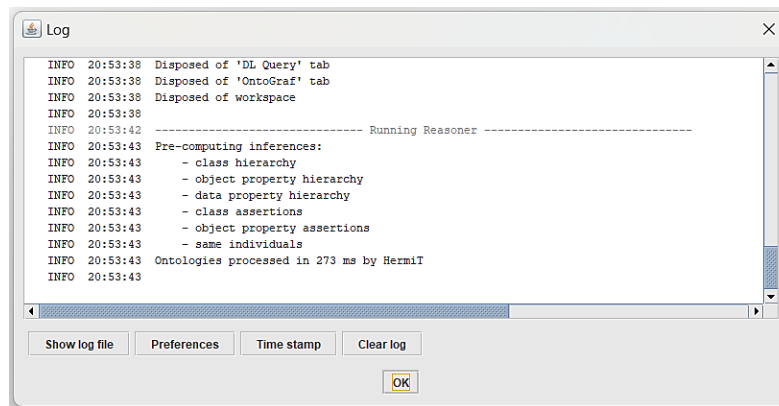 Log
INFO 20:53:38 Disposed of 'DL Query' tab
INFO 20:53:38 Disposed of 'OntoGraf' tab
INFO 20:53:38 Disposed of workspace
INFO 20:53:38
INFO 20:53:42 ------------------------------- Running Reasoner -------------------------------
INFO 20:53:43 Pre-computing inferences:
INFO 20:53:43 - class hierarchy
INFO 20:53:43 - object property hierarchy
INFO 20:53:43 - data property hierarchy
INFO 20:53:43 - class assertions
INFO 20:53:43 - object property assertions
INFO 20:53:43 - same individuals
INFO 20:53:43 Ontologies processed in 273 ms by HermiT
INFO 20:53:43
Show log file Preferences Time stamp Clear log
OK